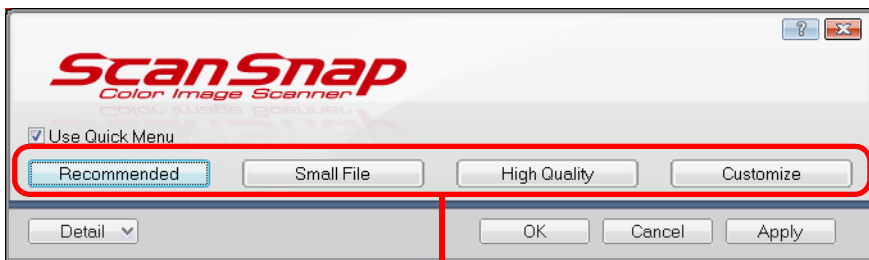 ?
ScanSnap
Color Image Scanner
Use Quick Menu
Recommended Small File High Quality Customize
Detail OK Cancel Apply